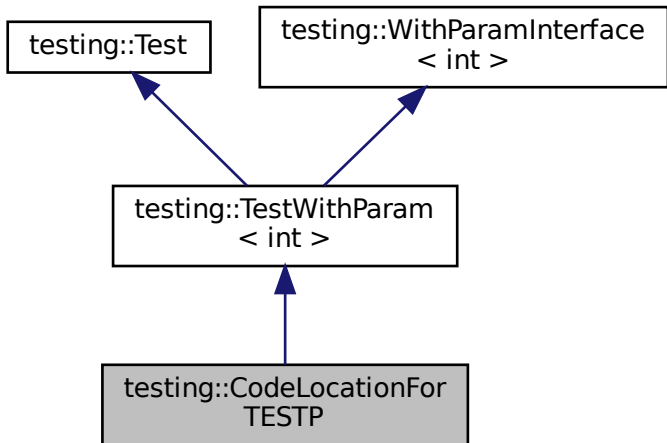 testing::Test
testing::WithParamInterface
< int >
testing::TestWithParam
< int >
testing::CodeLocationFor
TESTP